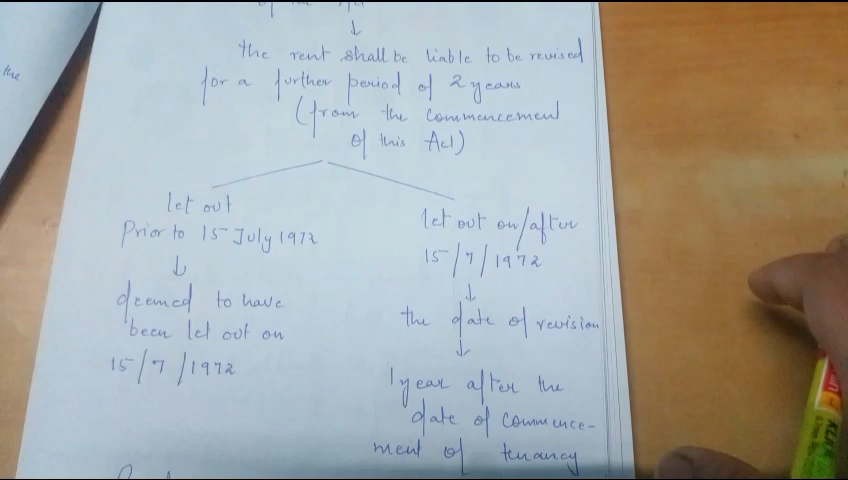 the
the rent shall be liable to be revised
for a further period of 2 years
(from the commencement
of this Act)
let out
Prior to 15 July 1972
deemed to have
been let out on
15/7/1972
let out on/after
15/7/1972
the date of revision
1 year after the
date of commence-
ment of tenancy